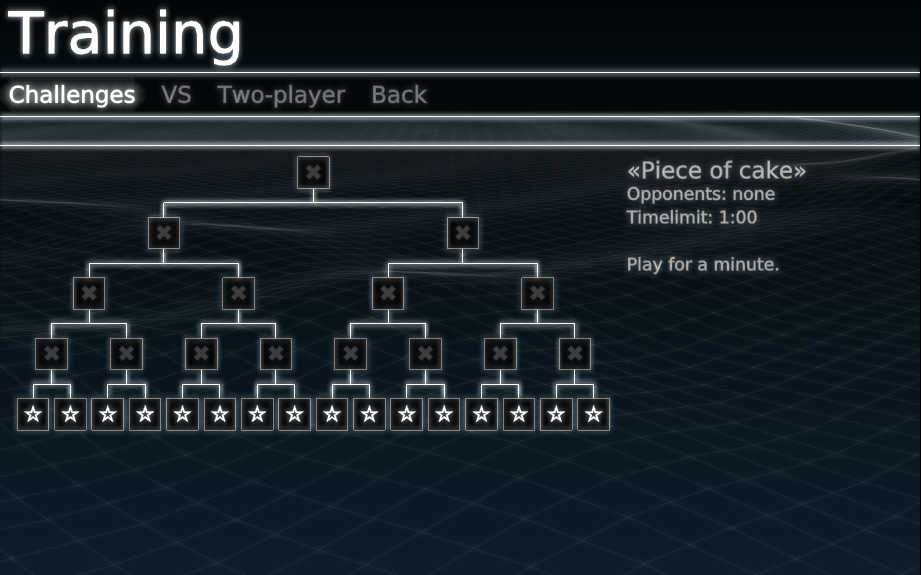 Training
Challenges VS Two-player Back
«Piece of cake»
Opponents: none
Timelimit: 1:00
Play for a minute.